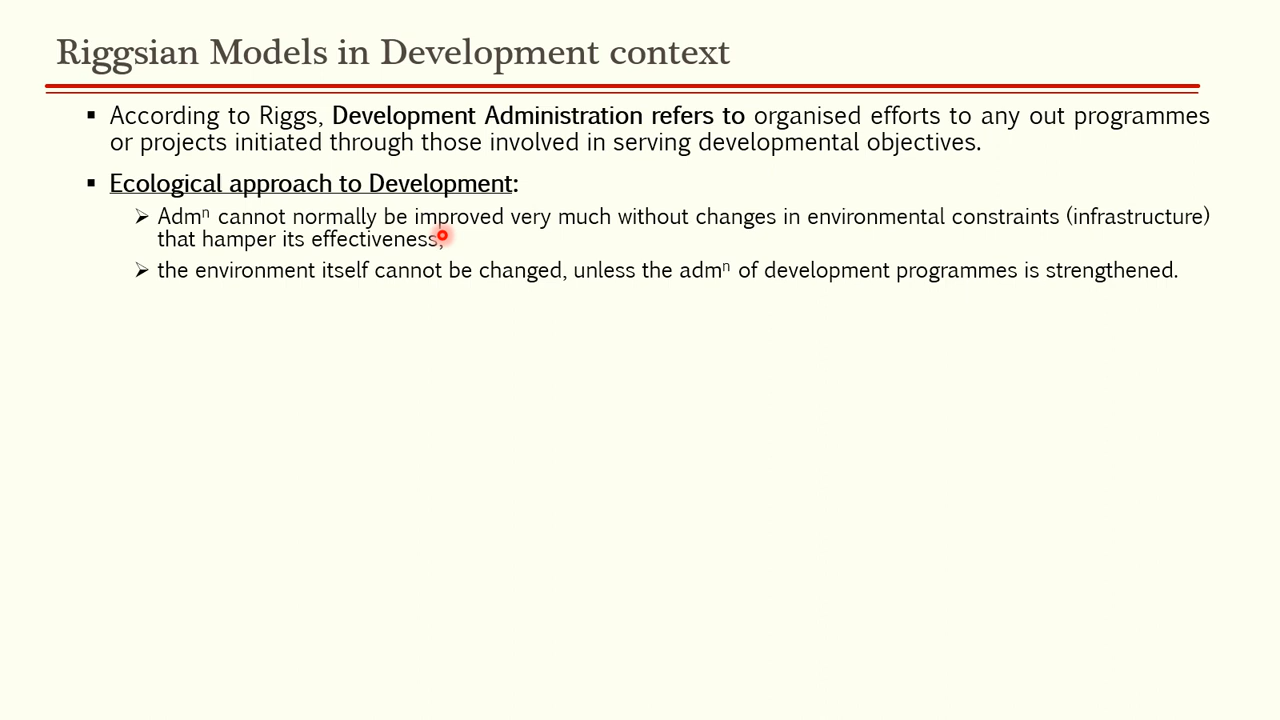 Riggsian Models in Development context
▪ According to Riggs, Development Administration refers to organised efforts to any out programmes
or projects initiated through those involved in serving developmental objectives.
▪ Ecological approach to Development:
➢ Admⁿ cannot normally be improved very much without changes in environmental constraints (infrastructure)
that hamper its effectiveness;
➢ the environment itself cannot be changed, unless the admⁿ of development programmes is strengthened.